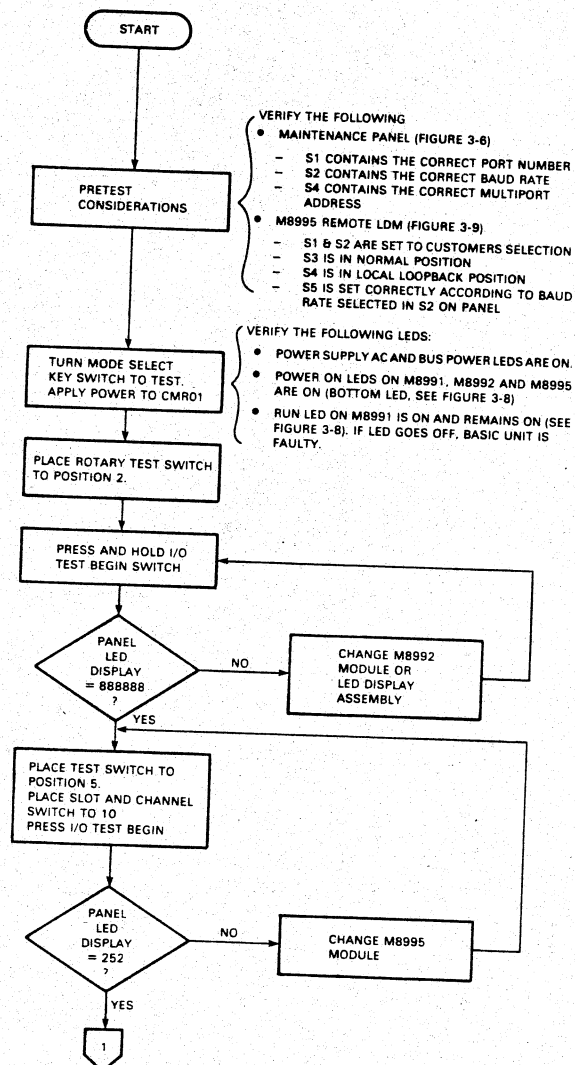 START
PRETEST
CONSIDERATIONS
VERIFY THE FOLLOWING
• MAINTENANCE PANEL (FIGURE 3-6)
– S1 CONTAINS THE CORRECT PORT NUMBER
– S2 CONTAINS THE CORRECT BAUD RATE
– S4 CONTAINS THE CORRECT MULTIPORT
ADDRESS
• M8995 REMOTE LDM (FIGURE 3-9)
– S1 & S2 ARE SET TO CUSTOMERS SELECTION
– S3 IS IN NORMAL POSITION
– S4 IS IN LOCAL LOOPBACK POSITION
– S5 IS SET CORRECTLY ACCORDING TO BAUD
RATE SELECTED IN S2 ON PANEL
TURN MODE SELECT
KEY SWITCH TO TEST.
APPLY POWER TO CMR01
VERIFY THE FOLLOWING LEDS:
• POWER SUPPLY AC AND BUS POWER LEDS ARE ON.
• POWER ON LEDS ON M8991, M8992 AND M8995
ARE ON (BOTTOM LED, SEE FIGURE 3-8)
• RUN LED ON M8991 IS ON AND REMAINS ON (SEE
FIGURE 3-8). IF LED GOES OFF, BASIC UNIT IS
FAULTY.
PLACE ROTARY TEST SWITCH
TO POSITION 2.
PRESS AND HOLD I/O
TEST BEGIN SWITCH
PANEL
LED
DISPLAY
= 888888
?
NO
CHANGE M8992
MODULE OR
LED DISPLAY
ASSEMBLY
YES
PLACE TEST SWITCH TO
POSITION 5.
PLACE SLOT AND CHANNEL
SWITCH TO 10
PRESS I/O TEST BEGIN
PANEL
LED
DISPLAY
= 252
?
NO
CHANGE M8995
MODULE
YES
1